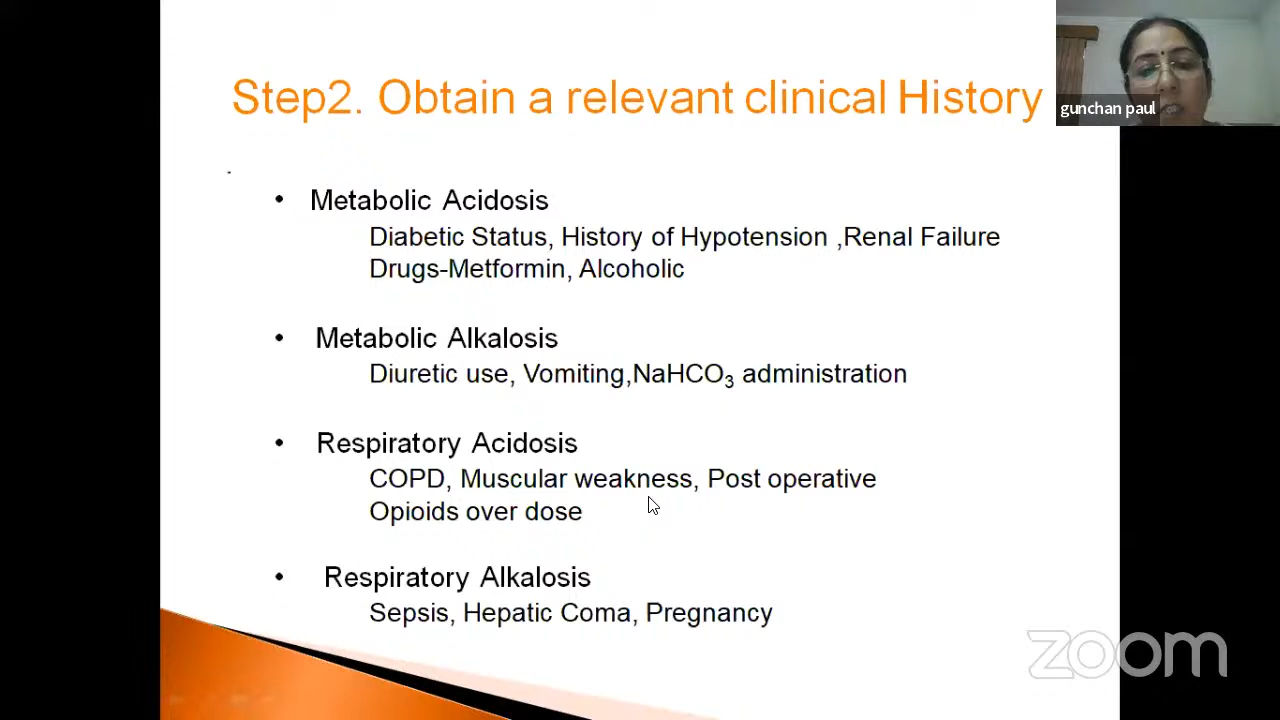 Step2. Obtain a relevant clinical History
gunchan paul
• Metabolic Acidosis
Diabetic Status, History of Hypotension ,Renal Failure
Drugs-Metformin, Alcoholic
• Metabolic Alkalosis
Diuretic use, Vomiting,NaHCO₃ administration
• Respiratory Acidosis
COPD, Muscular weakness, Post operative
Opioids over dose
• Respiratory Alkalosis
Sepsis, Hepatic Coma, Pregnancy
zoom